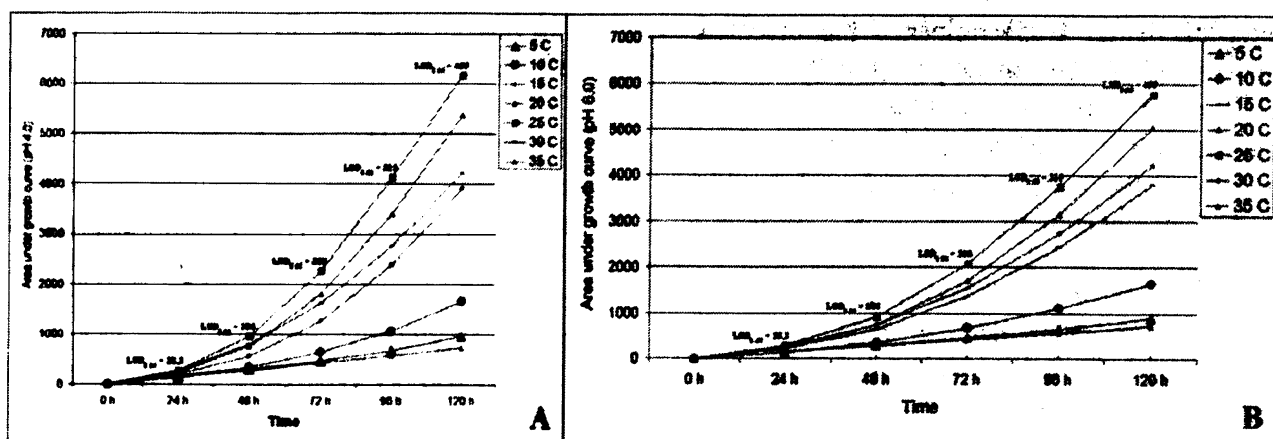 7000
6000
5000
4000
3000
2000
1000
0
Area under growth curve (pH 4.0)
0 h
24 h
48 h
72 h
96 h
120 h
Time
5 C
10 C
15 C
20 C
25 C
30 C
35 C
A
7000
6000
5000
4000
3000
2000
1000
0
Area under growth curve (pH 6.0)
0 h
24 h
48 h
72 h
96 h
120 h
Time
5 C
10 C
15 C
20 C
25 C
30 C
35 C
B